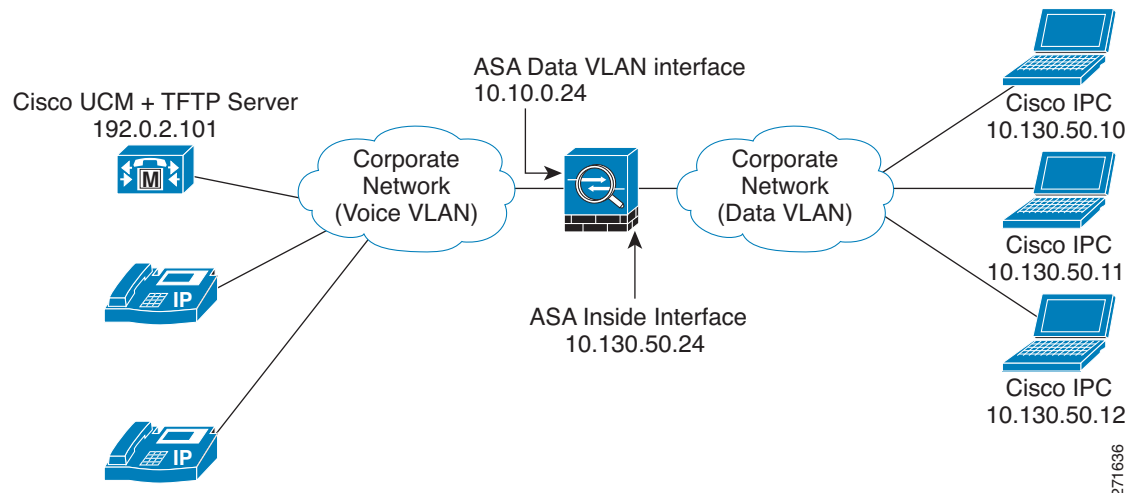 ASA Data VLAN interface
10.10.0.24
Cisco UCM + TFTP Server
192.0.2.101
M
Corporate
Network
(Voice VLAN)
Corporate
Network
(Data VLAN)
Cisco IPC
10.130.50.10
Cisco IPC
10.130.50.11
IP
ASA Inside Interface
10.130.50.24
Cisco IPC
10.130.50.12
IP
271636